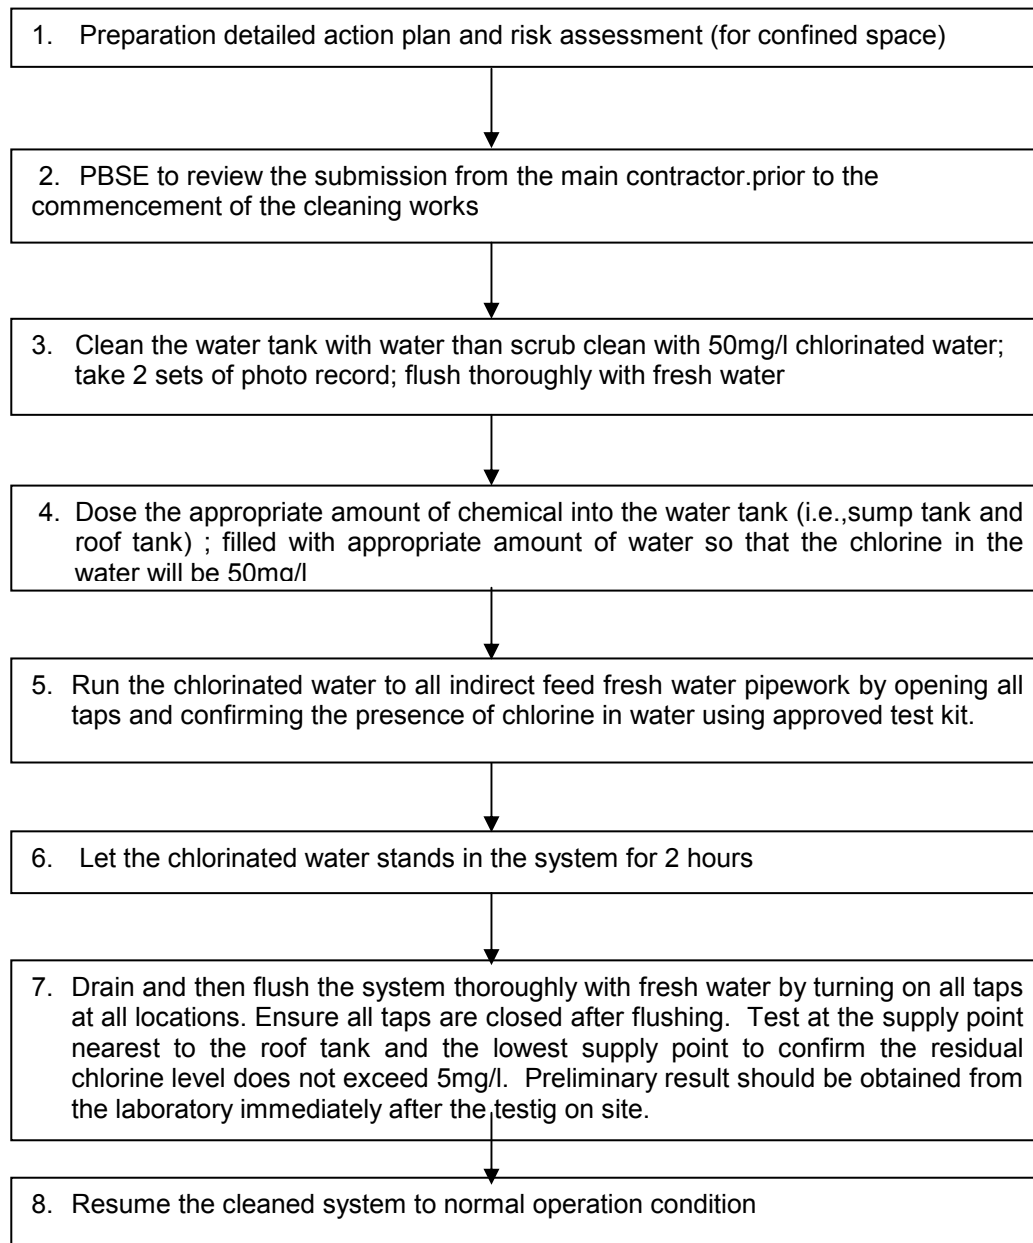 1. Preparation detailed action plan and risk assessment (for confined space)
2. PBSE to review the submission from the main contractor.prior to the
commencement of the cleaning works
3. Clean the water tank with water than scrub clean with 50mg/l chlorinated water;
take 2 sets of photo record; flush thoroughly with fresh water
4. Dose the appropriate amount of chemical into the water tank (i.e.,sump tank and
roof tank) ; filled with appropriate amount of water so that the chlorine in the
water will be 50mg/l
5. Run the chlorinated water to all indirect feed fresh water pipework by opening all
taps and confirming the presence of chlorine in water using approved test kit.
6. Let the chlorinated water stands in the system for 2 hours
7. Drain and then flush the system thoroughly with fresh water by turning on all taps
at all locations. Ensure all taps are closed after flushing. Test at the supply point
nearest to the roof tank and the lowest supply point to confirm the residual
chlorine level does not exceed 5mg/l. Preliminary result should be obtained from
the laboratory immediately after the testig on site.
8. Resume the cleaned system to normal operation condition